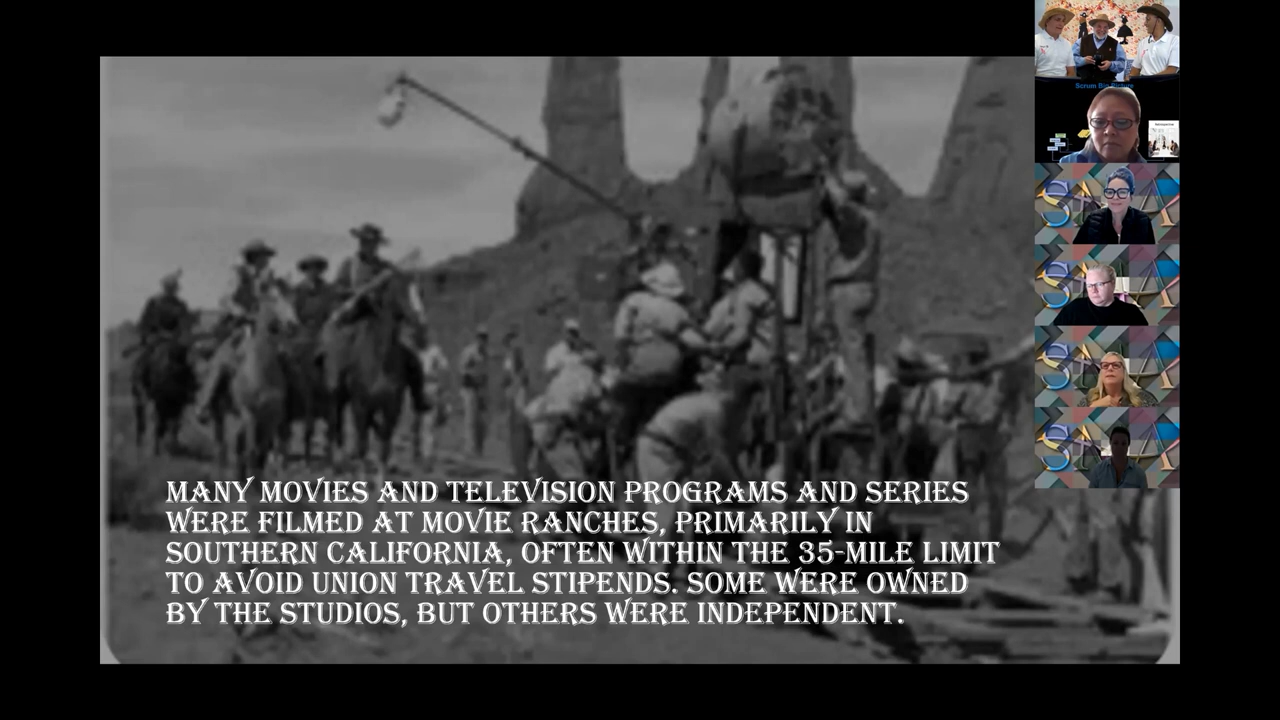 MANY MOVIES AND TELEVISION PROGRAMS AND SERIES
WERE FILMED AT MOVIE RANCHES, PRIMARILY IN
SOUTHERN CALIFORNIA, OFTEN WITHIN THE 35-MILE LIMIT
TO AVOID UNION TRAVEL STIPENDS. SOME WERE OWNED
BY THE STUDIOS, BUT OTHERS WERE INDEPENDENT.